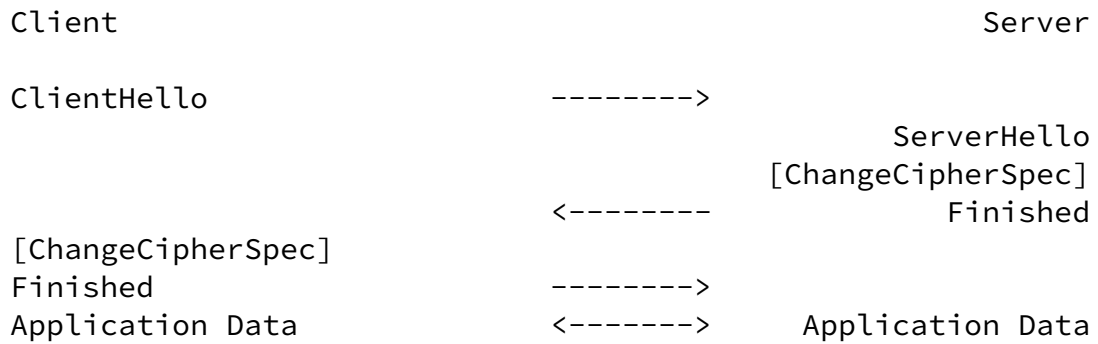 Client                                                Server

ClientHello                   -------->
                                                 ServerHello
                                          [ChangeCipherSpec]
                              <--------             Finished
[ChangeCipherSpec]
Finished                      -------->
Application Data              <------->     Application Data